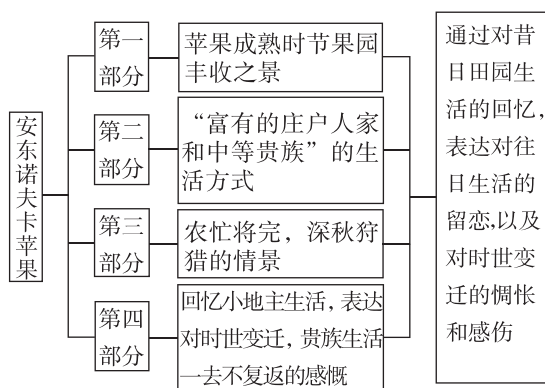 安东诺夫卡苹果
第一
部分
苹果成熟时节果园
丰收之景
第二
部分
“富有的庄户人家
和中等贵族”的生
活方式
第三
部分
农忙将完，深秋狩
猎的情景
第四
部分
回忆小地主生活，表达
对时世变迁，贵族生活
一去不复返的感慨
通过对昔
日田园生
活的回忆，
表达对往
日生活的
留恋，以及
对时世变
迁的惆怅
和感伤